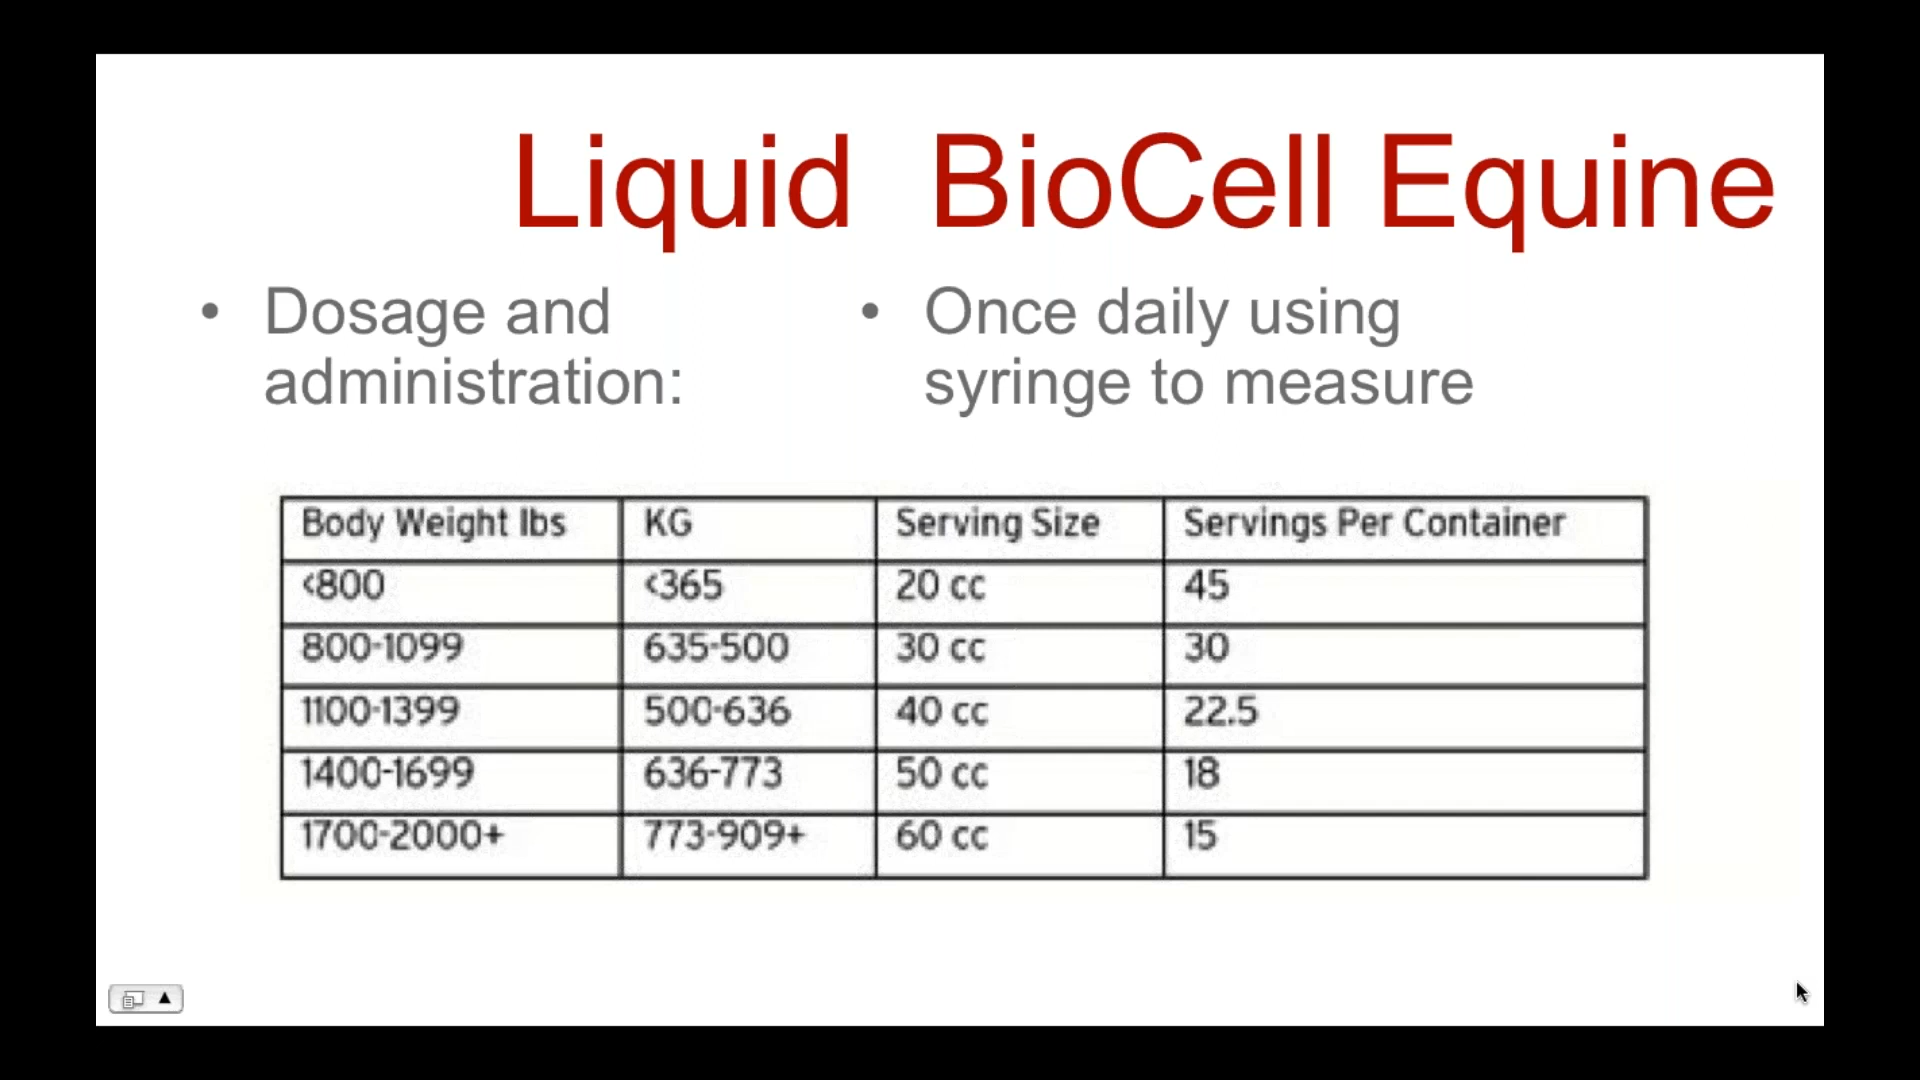 Liquid BioCell Equine
• Dosage and
administration:
• Once daily using
syringe to measure
Body Weight lbs KG Serving Size Servings Per Container
<800 <365 20 cc 45
800-1099 635-500 30 cc 30
1100-1399 500-636 40 cc 22.5
1400-1699 636-773 50 cc 18
1700-2000+ 773-909+ 60 cc 15